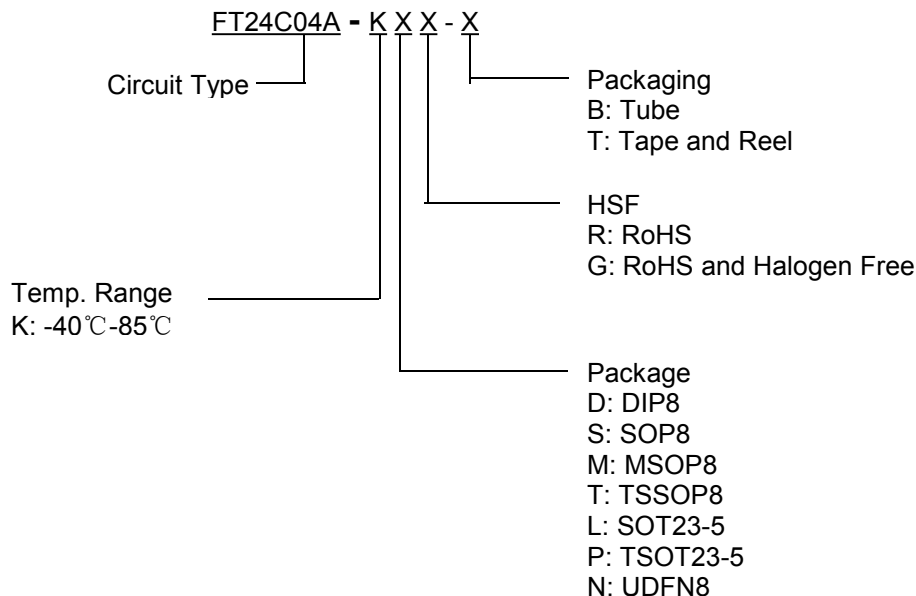 FT24C04A - K X X - X
Circuit Type
Packaging
B: Tube
T: Tape and Reel
HSF
R: RoHS
G: RoHS and Halogen Free
Temp. Range
K: -40℃-85℃
Package
D: DIP8
S: SOP8
M: MSOP8
T: TSSOP8
L: SOT23-5
P: TSOT23-5
N: UDFN8